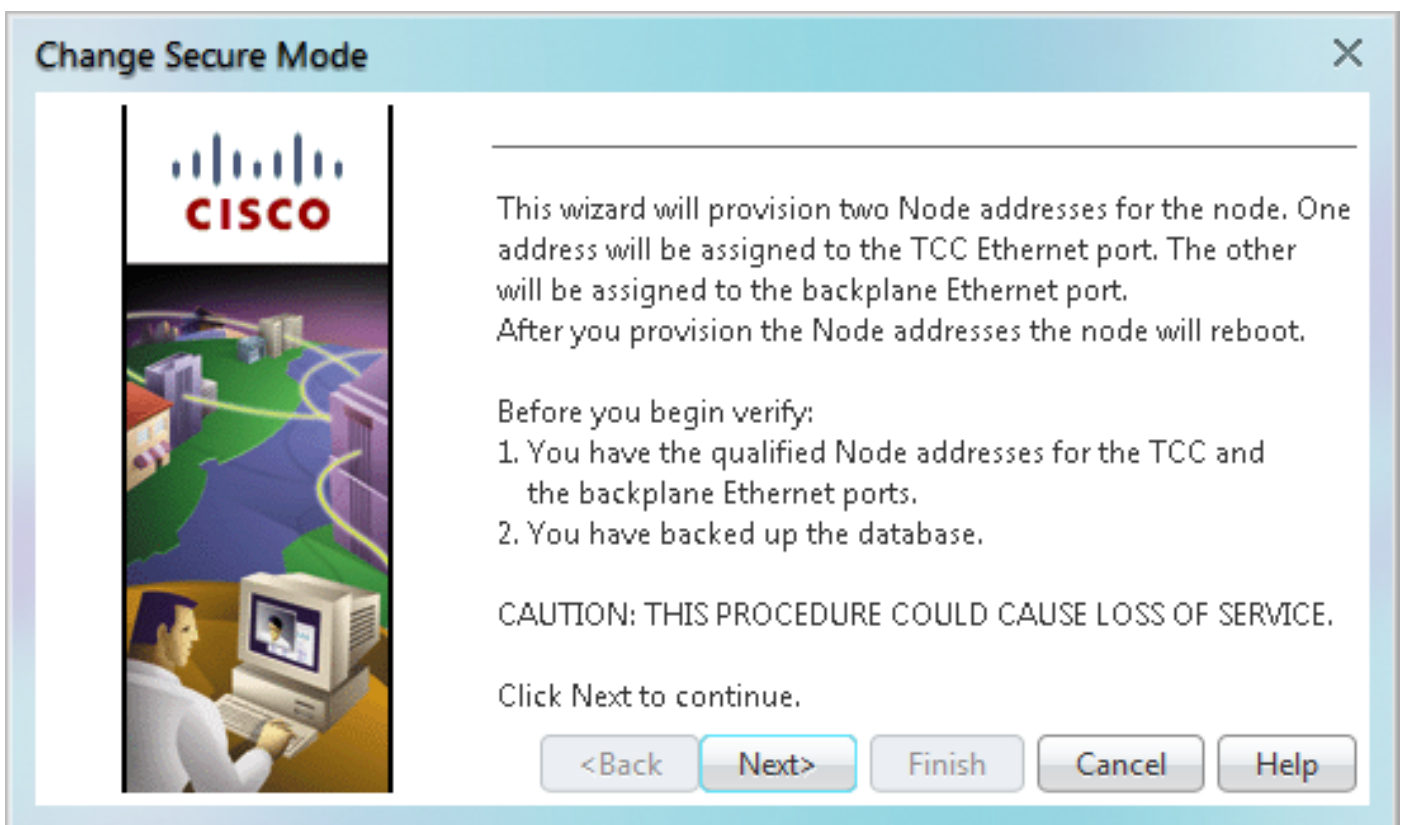 Change Secure Mode
CISCO
This wizard will provision two Node addresses for the node. One
address will be assigned to the TCC Ethernet port. The other
will be assigned to the backplane Ethernet port.
After you provision the Node addresses the node will reboot.
Before you begin verify:
1. You have the qualified Node addresses for the TCC and
the backplane Ethernet ports.
2. You have backed up the database.
CAUTION: THIS PROCEDURE COULD CAUSE LOSS OF SERVICE.
Click Next to continue.
<Back Next> Finish Cancel Help